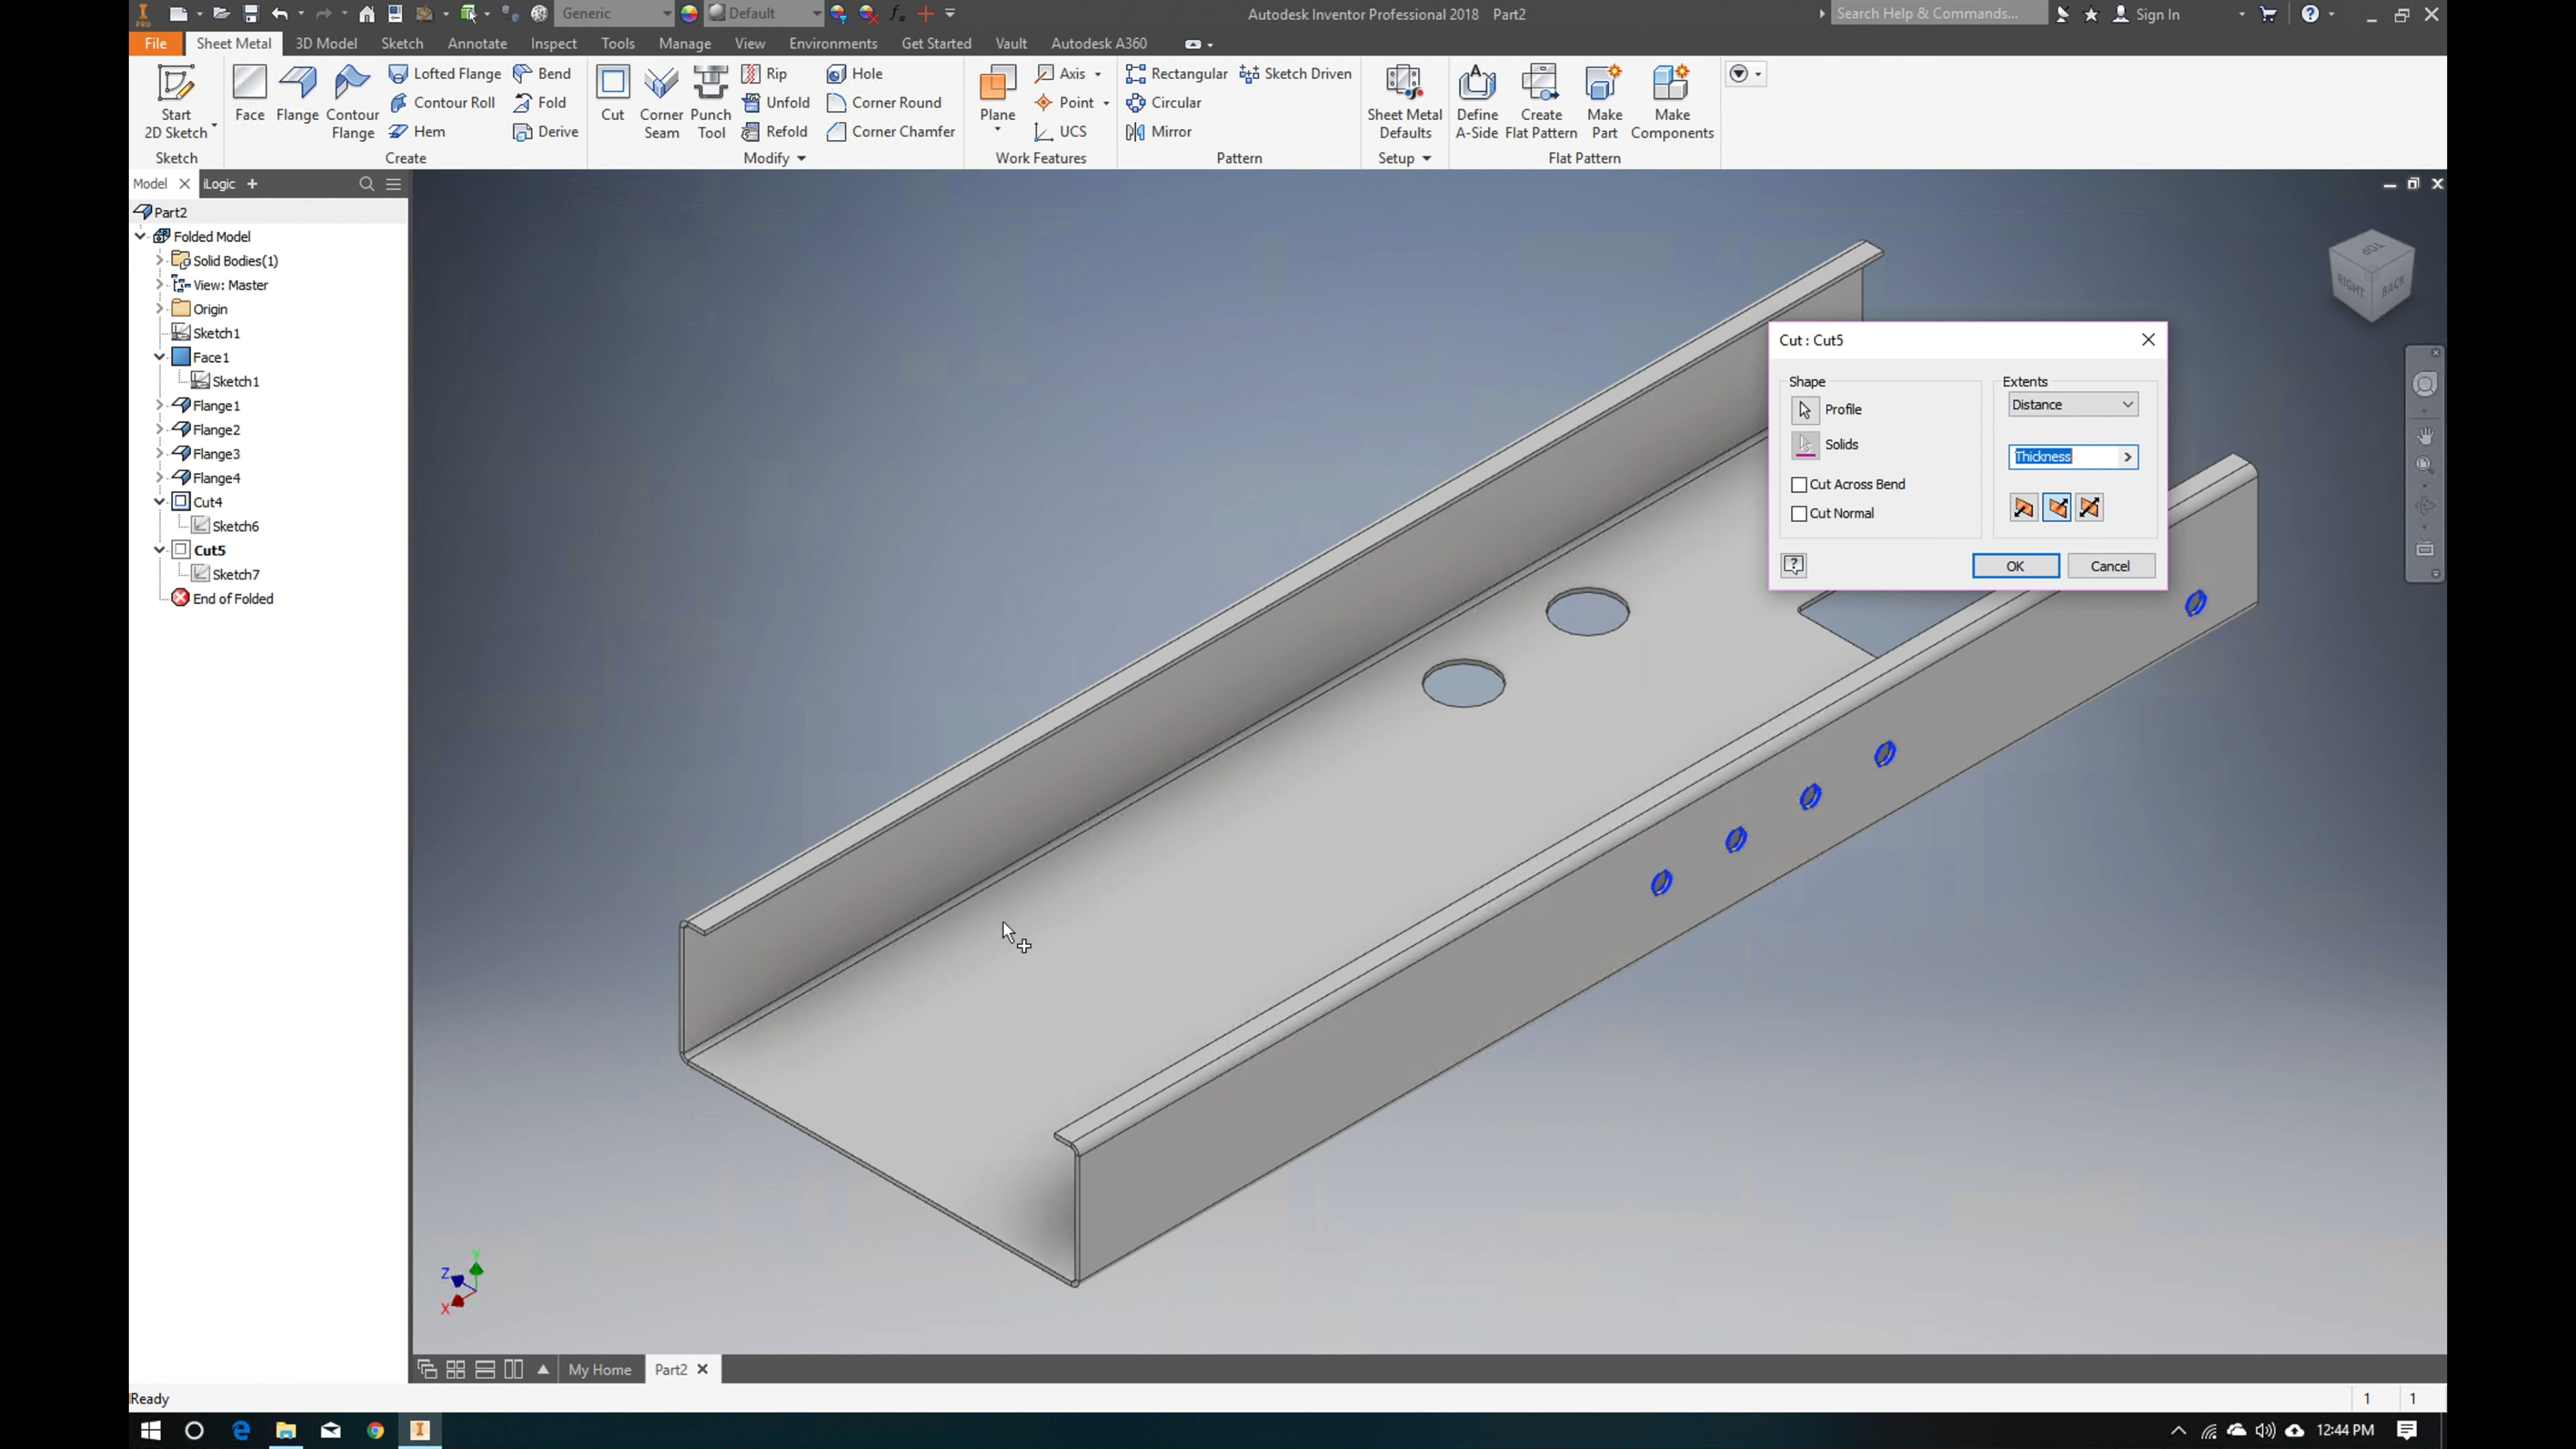 PRO
Generic
Default
Autodesk Inventor Professional 2018 Part2
Search Help & Commands...
Sign In
File Sheet Metal 3D Model Sketch Annotate Inspect Tools Manage View Environments Get Started Vault Autodesk A360
Start 2D Sketch
Face
Flange
Contour Flange
Lofted Flange
Contour Roll
Hem
Bend
Fold
Derive
Cut
Corner Seam
Punch Tool
Rip
Unfold
Refold
Hole
Corner Round
Corner Chamfer
Plane
Axis
Point
UCS
Rectangular
Circular
Mirror
Sketch Driven
Sheet Metal Defaults
Define A-Side
Create Flat Pattern
Make Part
Make Components
Sketch Create Modify Work Features Pattern Setup Flat Pattern
Model iLogic
Part2
Folded Model
Solid Bodies(1)
View: Master
Origin
Sketch1
Face1
Sketch1
Flange1
Flange2
Flange3
Flange4
Cut4
Sketch6
Cut5
Sketch7
End of Folded
TOP
RIGHT BACK
Cut : Cut5
Shape
Profile
Solids
Cut Across Bend
Cut Normal
Extents
Distance
Thickness
OK Cancel
Y
Z
X
My Home Part2
Ready
1 1
12:44 PM